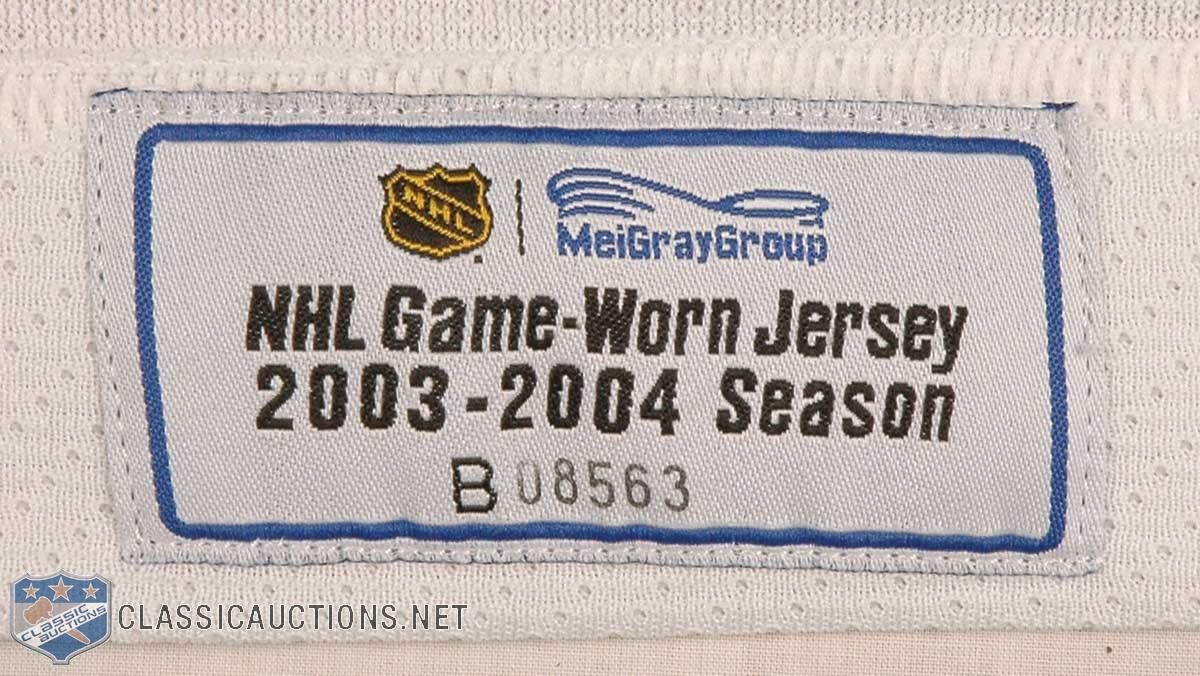 NHL
MeiGrayGroup
NHL Game-Worn Jersey
2003-2004 Season
B 08563
CLASSIC
AUCTIONS
CLASSICAUCTIONS.NET